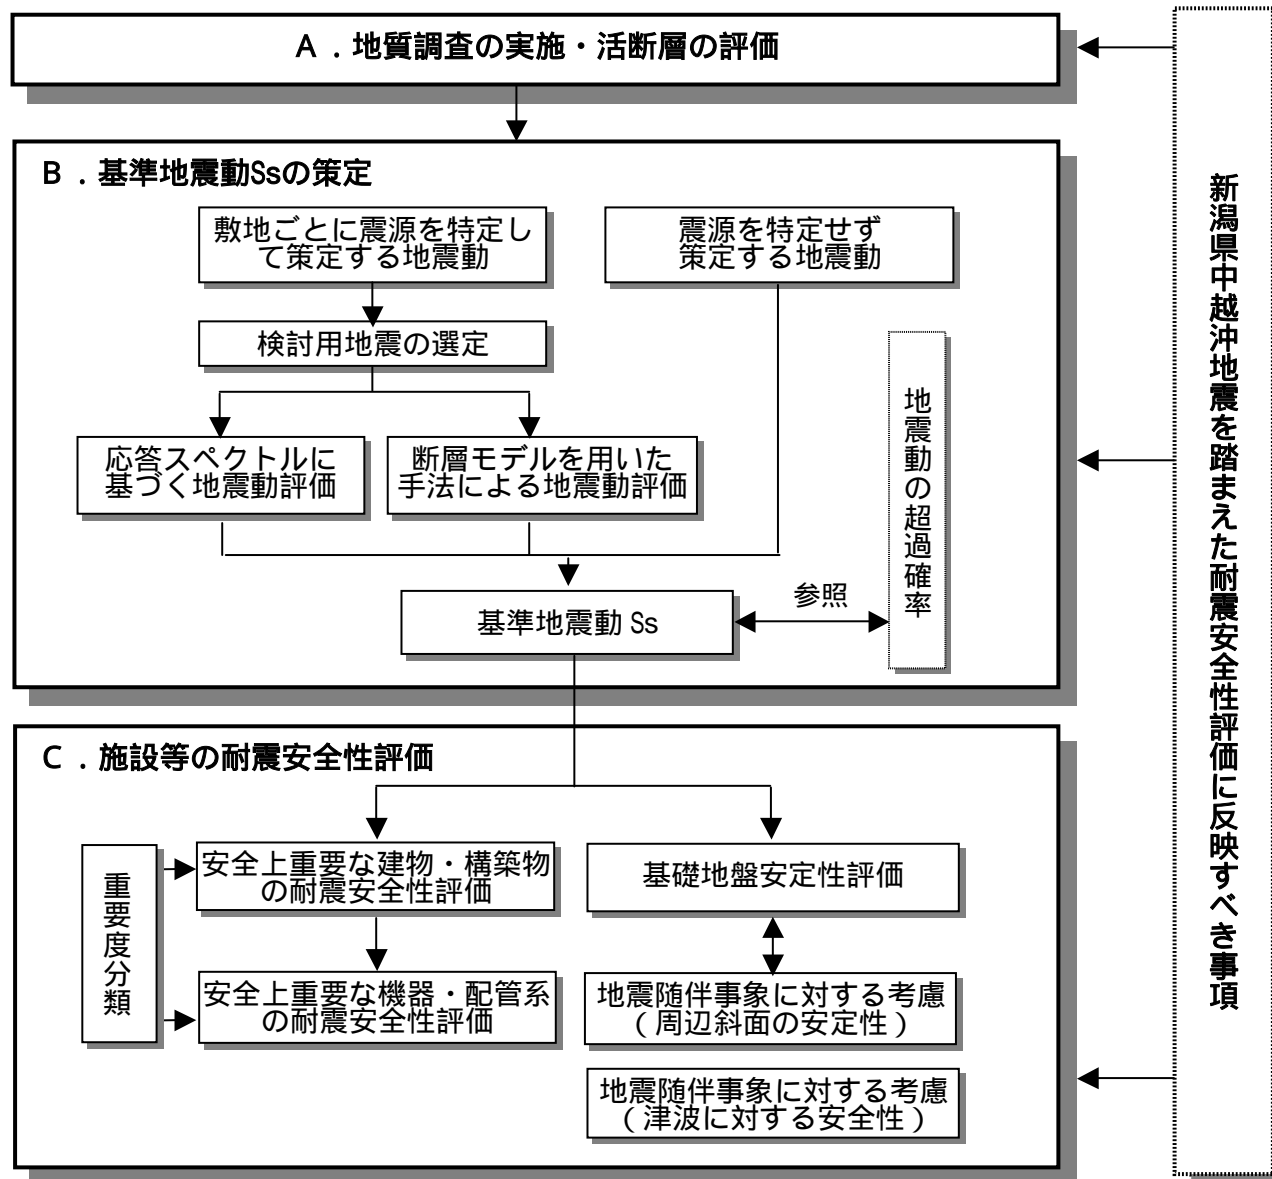 A．地質調査の実施・活断層の評価
B．基準地震動Ssの策定
敷地ごとに震源を特定し
て策定する地震動
震源を特定せず
策定する地震動
検討用地震の選定
応答スペクトルに
基づく地震動評価
断層モデルを用いた
手法による地震動評価
地震動の超過確率
参照
基準地震動 Ss
C．施設等の耐震安全性評価
重要度分類
安全上重要な建物・構築物
の耐震安全性評価
基礎地盤安定性評価
安全上重要な機器・配管系
の耐震安全性評価
地震随伴事象に対する考慮
（周辺斜面の安定性）
地震随伴事象に対する考慮
（津波に対する安全性）
新潟県中越沖地震を踏まえた耐震安全性評価に反映すべき事項